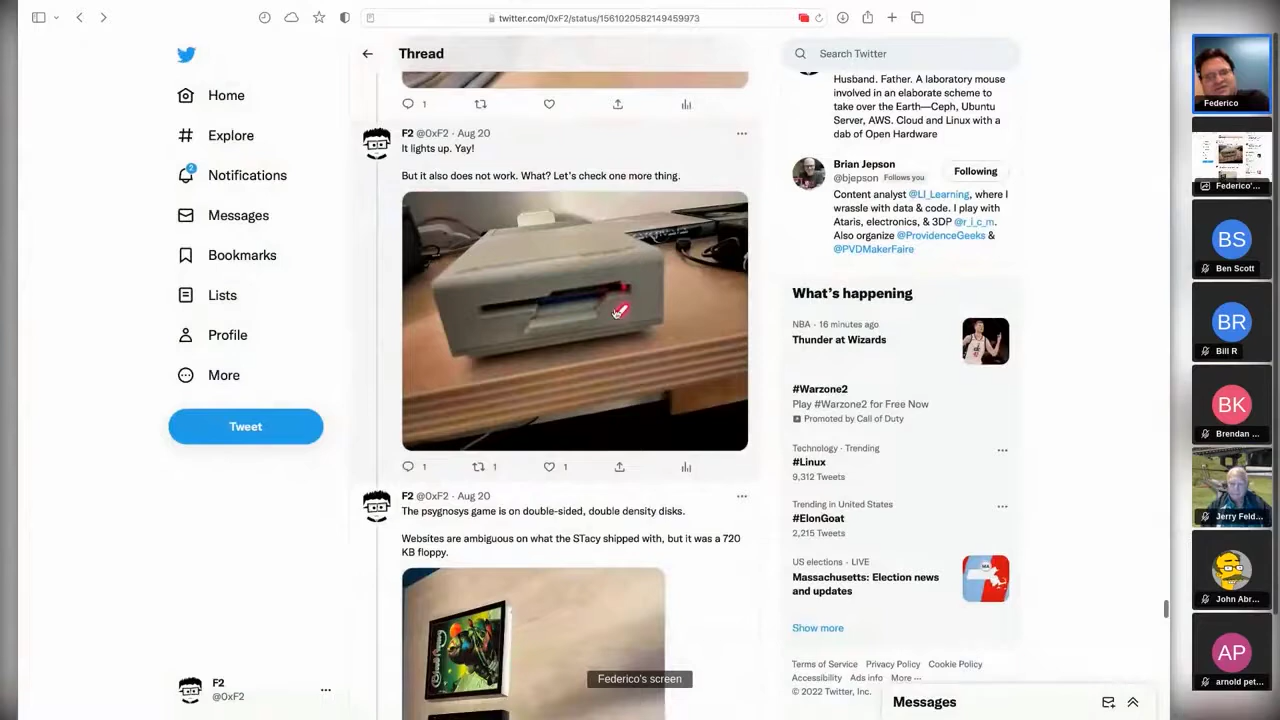 twitter.com/0xF2/status/1561020582149459973
Home
Explore
2
Notifications
Messages
Bookmarks
Lists
Profile
More
Tweet
F2
@0xF2
Thread
1
F2 @0xF2 · Aug 20
It lights up. Yay!
But it also does not work. What? Let's check one more thing.
1
1
1
F2 @0xF2 · Aug 20
The psygnosys game is on double-sided, double density disks.
Websites are ambiguous on what the STacy shipped with, but it was a 720
KB floppy.
Federico's screen
Search Twitter
Husband. Father. A laboratory mouse
involved in an elaborate scheme to
take over the Earth—Ceph, Ubuntu
Server, AWS. Cloud and Linux with a
dab of Open Hardware
Brian Jepson
@bjepson Follows you
Following
Content analyst @LI_Learning, where I
wrassle with data & code. I play with
Ataris, electronics, & 3DP @r_i_c_m.
Also organize @ProvidenceGeeks &
@PVDMakerFaire
What's happening
NBA · 16 minutes ago
Thunder at Wizards
#Warzone2
Play #Warzone2 for Free Now
Promoted by Call of Duty
Technology · Trending
#Linux
9,312 Tweets
Trending in United States
#ElonGoat
2,215 Tweets
US elections · LIVE
Massachusetts: Election news
and updates
Show more
Terms of Service Privacy Policy Cookie Policy
Accessibility Ads info More ···
© 2022 Twitter, Inc.
Messages
Federico
Federico'...
BS
Ben Scott
BR
Bill R
BK
Brendan ...
Jerry Feld...
John Abr...
AP
arnold pet...